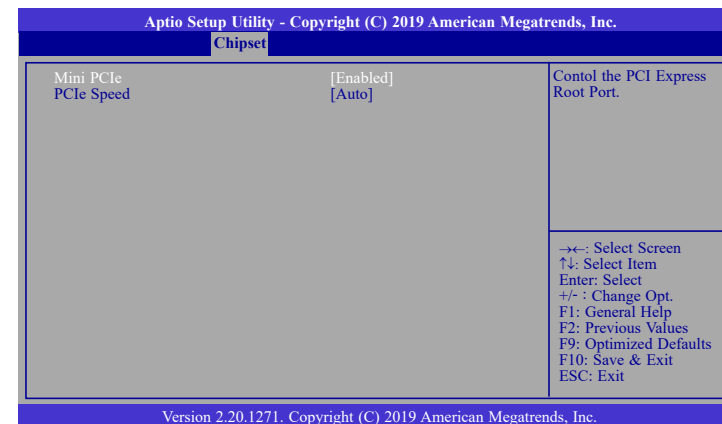 Aptio Setup Utility - Copyright (C) 2019 American Megatrends, Inc.
Chipset
Mini PCIe [Enabled]
PCIe Speed [Auto]
Contol the PCI Express
Root Port.
→←: Select Screen
↑↓: Select Item
Enter: Select
+/- : Change Opt.
F1: General Help
F2: Previous Values
F9: Optimized Defaults
F10: Save & Exit
ESC: Exit
Version 2.20.1271. Copyright (C) 2019 American Megatrends, Inc.